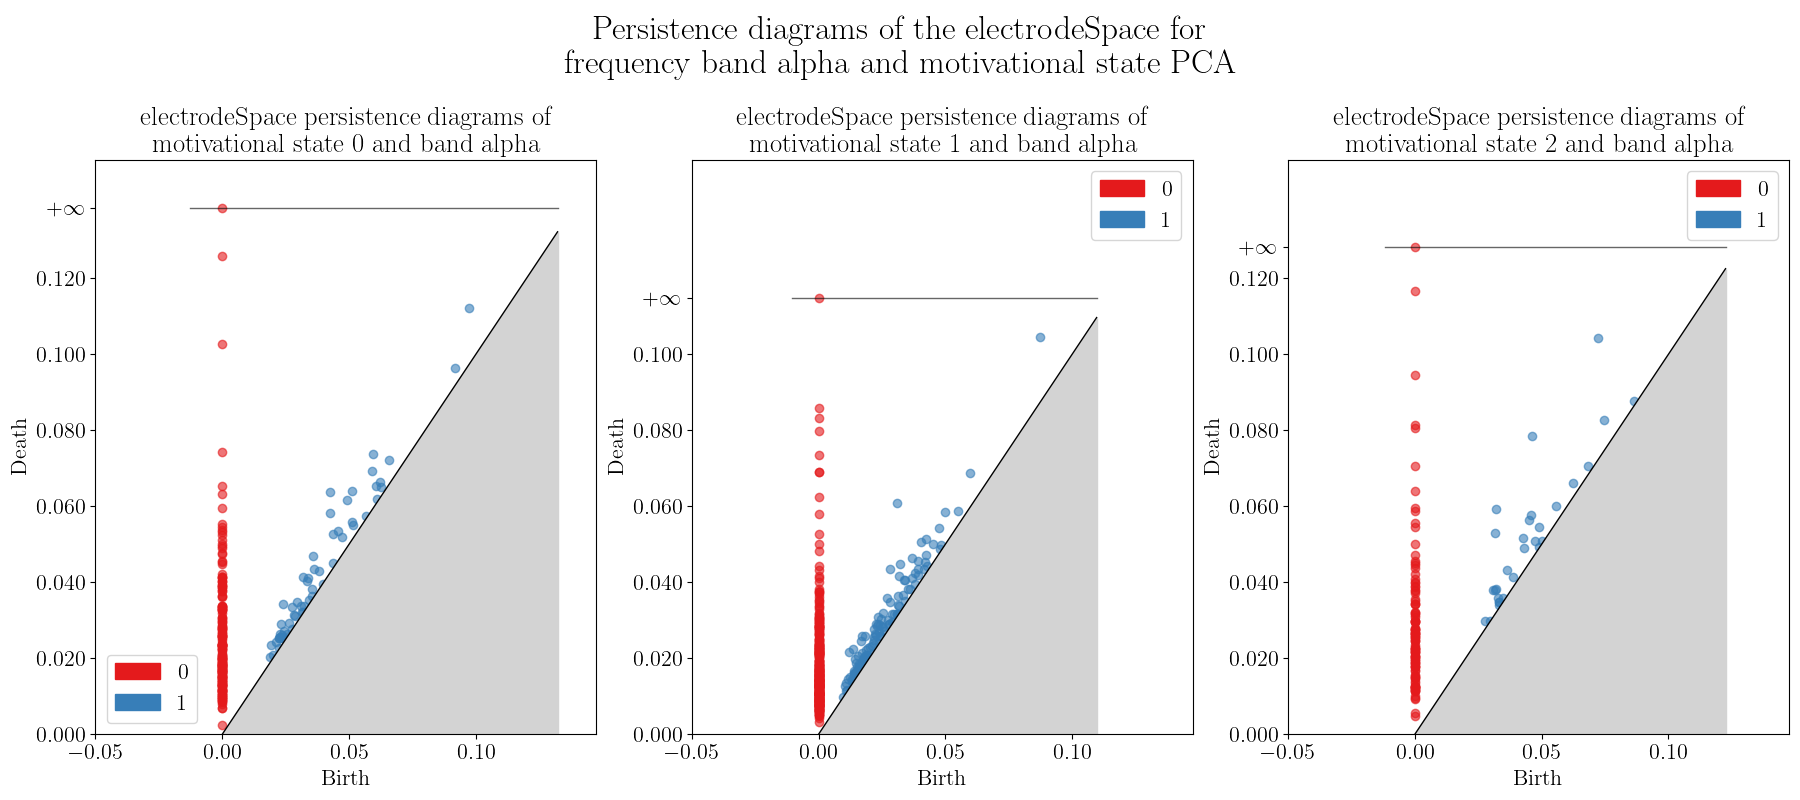 Persistence diagrams of the electrodeSpace for
frequency band alpha and motivational state PCA
electrodeSpace persistence diagrams of
motivational state 0 and band alpha
+∞
0.120
0.100
0.080
0.060
0.040
0.020
0.000
Death
0
1
−0.05
0.00
0.05
0.10
Birth
electrodeSpace persistence diagrams of
motivational state 1 and band alpha
0
1
+∞
0.100
0.080
0.060
0.040
0.020
0.000
Death
−0.05
0.00
0.05
0.10
Birth
electrodeSpace persistence diagrams of
motivational state 2 and band alpha
0
1
+∞
0.120
0.100
0.080
0.060
0.040
0.020
0.000
Death
−0.05
0.00
0.05
0.10
Birth